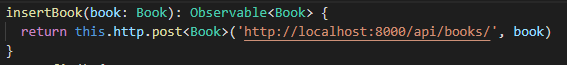 insertBook(book: Book): Observable<Book> {
return this.http.post<Book>('http://localhost:8000/api/books/', book)
}